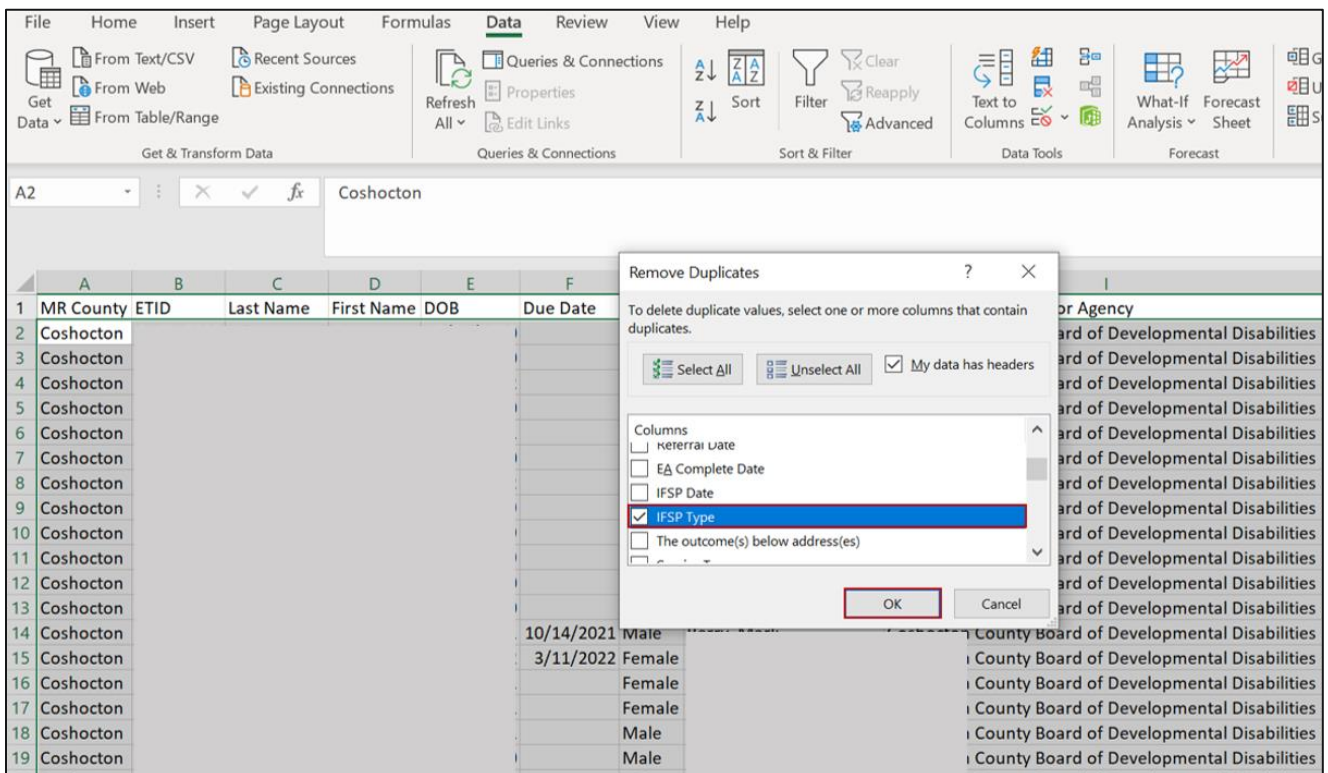 File Home Insert Page Layout Formulas Data Review View Help
Get Data
From Text/CSV
From Web
From Table/Range
Recent Sources
Existing Connections
Get & Transform Data
Refresh All
Queries & Connections
Properties
Edit Links
Queries & Connections
Sort
Filter
Clear
Reapply
Advanced
Sort & Filter
Text to Columns
Data Tools
What-If Analysis
Forecast Sheet
Forecast
A2 fx Coshocton
A B C D E F I
1 MR County ETID Last Name First Name DOB Due Date or Agency
2 Coshocton ard of Developmental Disabilities
3 Coshocton ard of Developmental Disabilities
4 Coshocton ard of Developmental Disabilities
5 Coshocton ard of Developmental Disabilities
6 Coshocton ard of Developmental Disabilities
7 Coshocton ard of Developmental Disabilities
8 Coshocton ard of Developmental Disabilities
9 Coshocton ard of Developmental Disabilities
10 Coshocton ard of Developmental Disabilities
11 Coshocton ard of Developmental Disabilities
12 Coshocton ard of Developmental Disabilities
13 Coshocton ard of Developmental Disabilities
14 Coshocton 10/14/2021 Male County Board of Developmental Disabilities
15 Coshocton 3/11/2022 Female County Board of Developmental Disabilities
16 Coshocton Female County Board of Developmental Disabilities
17 Coshocton Female County Board of Developmental Disabilities
18 Coshocton Male County Board of Developmental Disabilities
19 Coshocton Male County Board of Developmental Disabilities
Remove Duplicates ?
To delete duplicate values, select one or more columns that contain
duplicates.
Select All Unselect All My data has headers
Columns
Referral Date
EA Complete Date
IFSP Date
IFSP Type
The outcome(s) below address(es)
OK Cancel